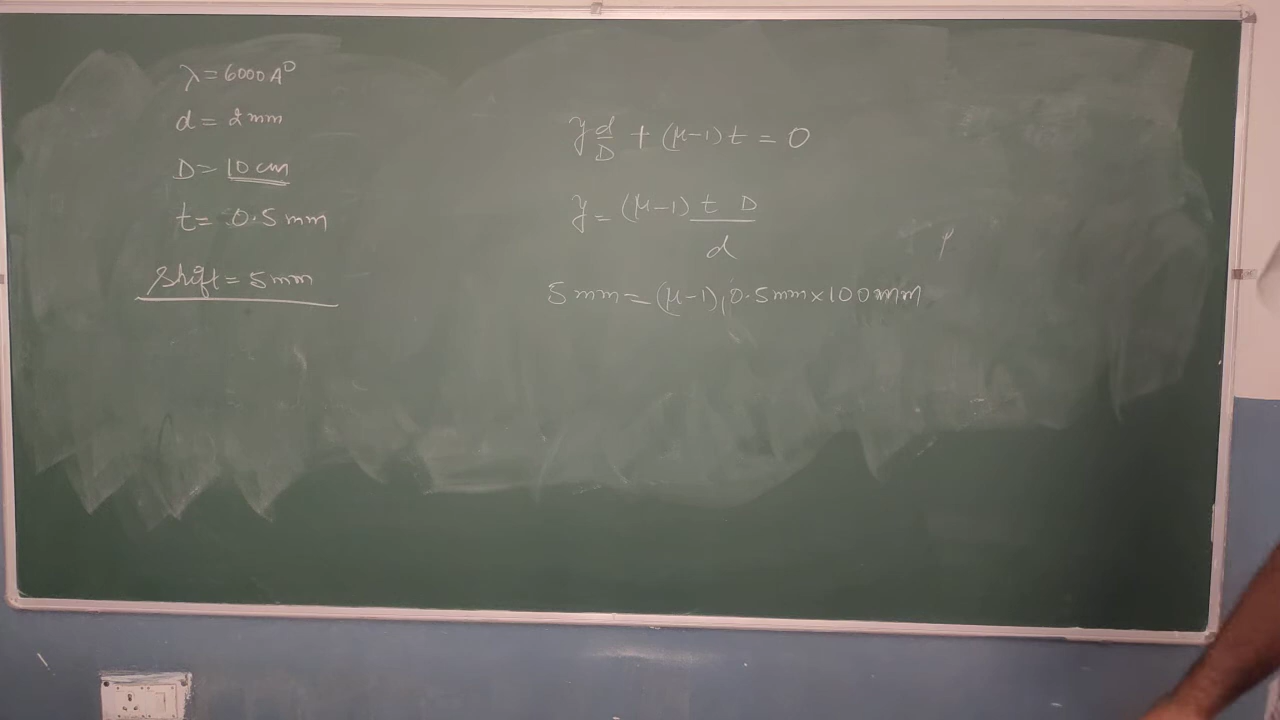 λ = 6000 A⁰
d = 2 mm
D = 10 cm
t = 0.5 mm
Shift = 5 mm
y d/D + (μ-1) t = 0
y = (μ-1) t D / d
5 mm = (μ-1), 0.5 mm × 100 mm